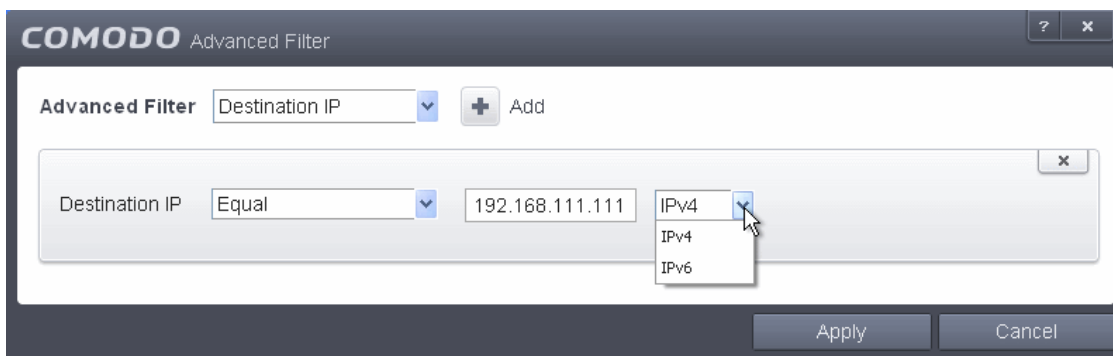 COMODO Advanced Filter ? x
Advanced Filter Destination IP + Add
x
Destination IP Equal 192.168.111.111 IPv4
IPv4
IPv6
Apply Cancel